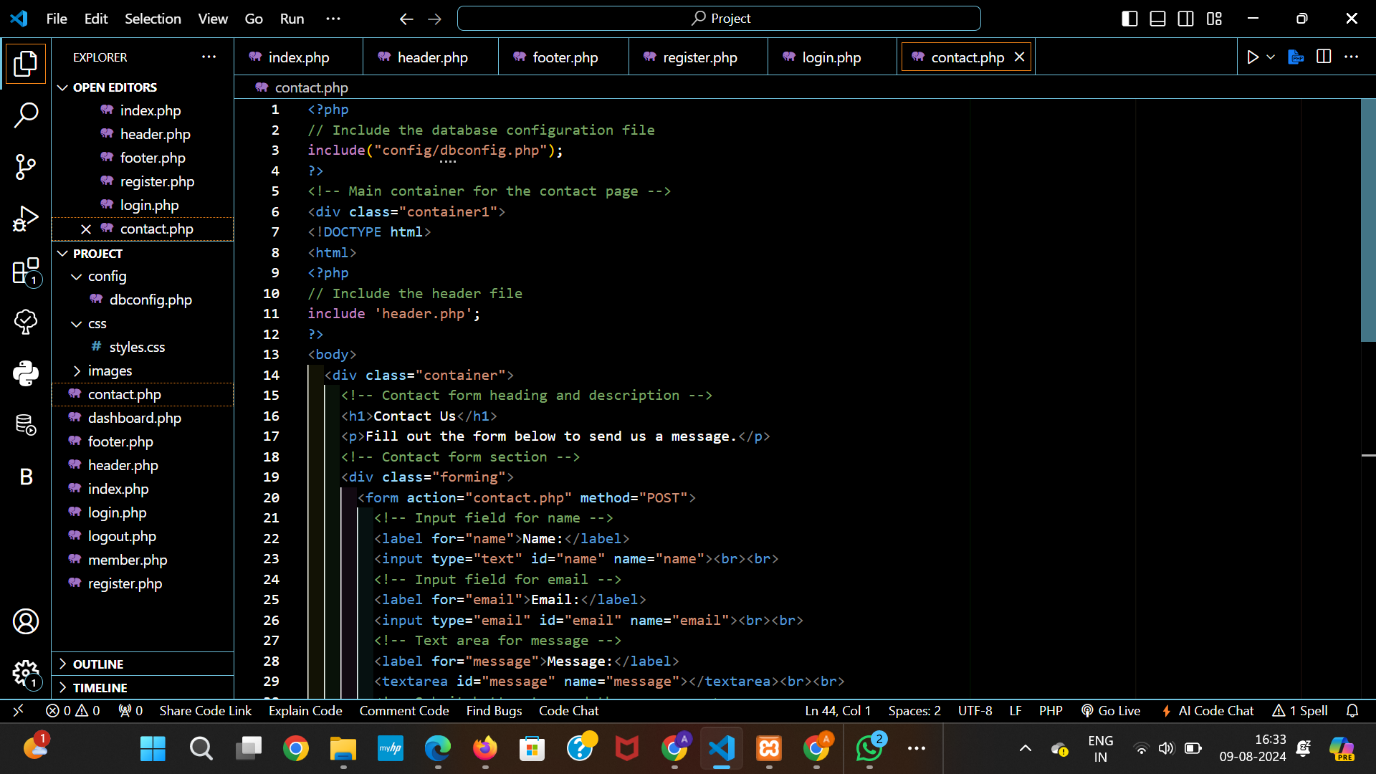 File Edit Selection View Go Run ··· Project
EXPLORER ···
index.php header.php footer.php register.php login.php contact.php
OPEN EDITORS
index.php
header.php
footer.php
register.php
login.php
contact.php
PROJECT
config
dbconfig.php
css
styles.css
images
contact.php
dashboard.php
footer.php
header.php
index.php
login.php
logout.php
member.php
register.php
OUTLINE
TIMELINE
1
B
1
contact.php
1 <?php
2 // Include the database configuration file
3 include("config/dbconfig.php");
4 ?>
5 <!-- Main container for the contact page -->
6 <div class="container1">
7 <!DOCTYPE html>
8 <html>
9 <?php
10 // Include the header file
11 include 'header.php';
12 ?>
13 <body>
14 <div class="container">
15 <!-- Contact form heading and description -->
16 <h1>Contact Us</h1>
17 <p>Fill out the form below to send us a message.</p>
18 <!-- Contact form section -->
19 <div class="forming">
20 <form action="contact.php" method="POST">
21 <!-- Input field for name -->
22 <label for="name">Name:</label>
23 <input type="text" id="name" name="name"><br><br>
24 <!-- Input field for email -->
25 <label for="email">Email:</label>
26 <input type="email" id="email" name="email"><br><br>
27 <!-- Text area for message -->
28 <label for="message">Message:</label>
29 <textarea id="message" name="message"></textarea><br><br>
0 0 0 Share Code Link Explain Code Comment Code Find Bugs Code Chat Ln 44, Col 1 Spaces: 2 UTF-8 LF PHP Go Live AI Code Chat 1 Spell
1 myhp A A 2 ··· ENG 16:33 PRE
IN 09-08-2024